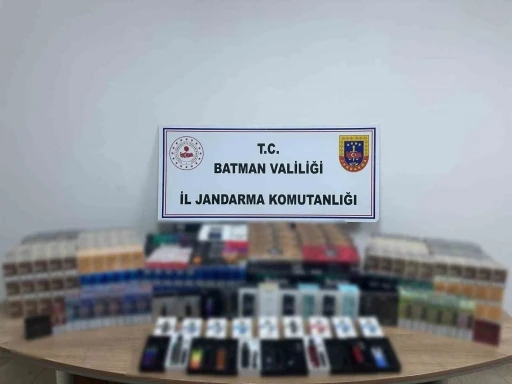 T.C.
BATMAN VALİLİĞİ
İL JANDARMA KOMUTANLIĞI